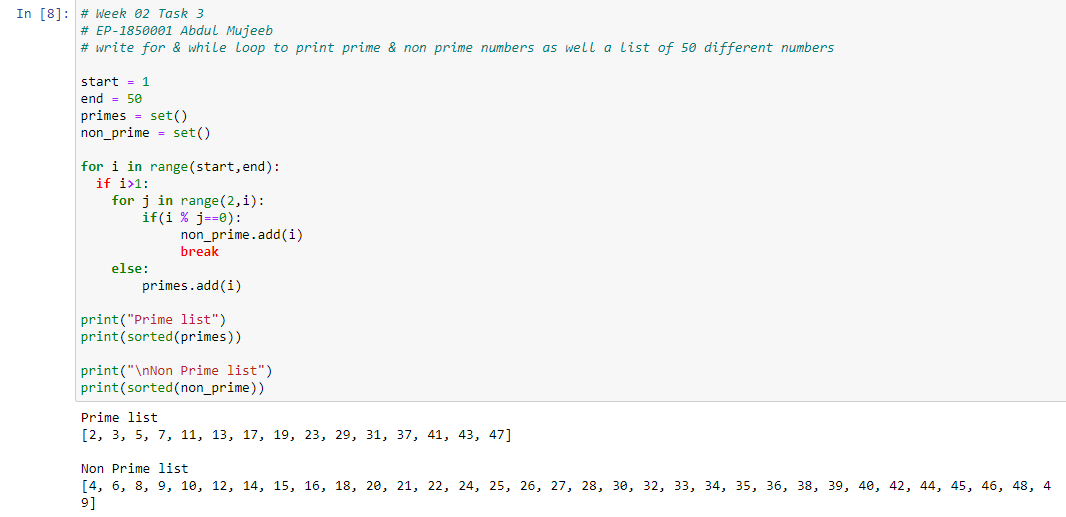 In [8]: # Week 02 Task 3
# EP-1850001 Abdul Mujeeb
# write for & while loop to print prime & non prime numbers as well a list of 50 different numbers
start = 1
end = 50
primes = set()
non_prime = set()
for i in range(start,end):
  if i>1:
    for j in range(2,i):
        if(i % j==0):
             non_prime.add(i)
             break
    else:
        primes.add(i)
print("Prime list")
print(sorted(primes))
print("\nNon Prime list")
print(sorted(non_prime))
Prime list
[2, 3, 5, 7, 11, 13, 17, 19, 23, 29, 31, 37, 41, 43, 47]
Non Prime list
[4, 6, 8, 9, 10, 12, 14, 15, 16, 18, 20, 21, 22, 24, 25, 26, 27, 28, 30, 32, 33, 34, 35, 36, 38, 39, 40, 42, 44, 45, 46, 48, 4
9]